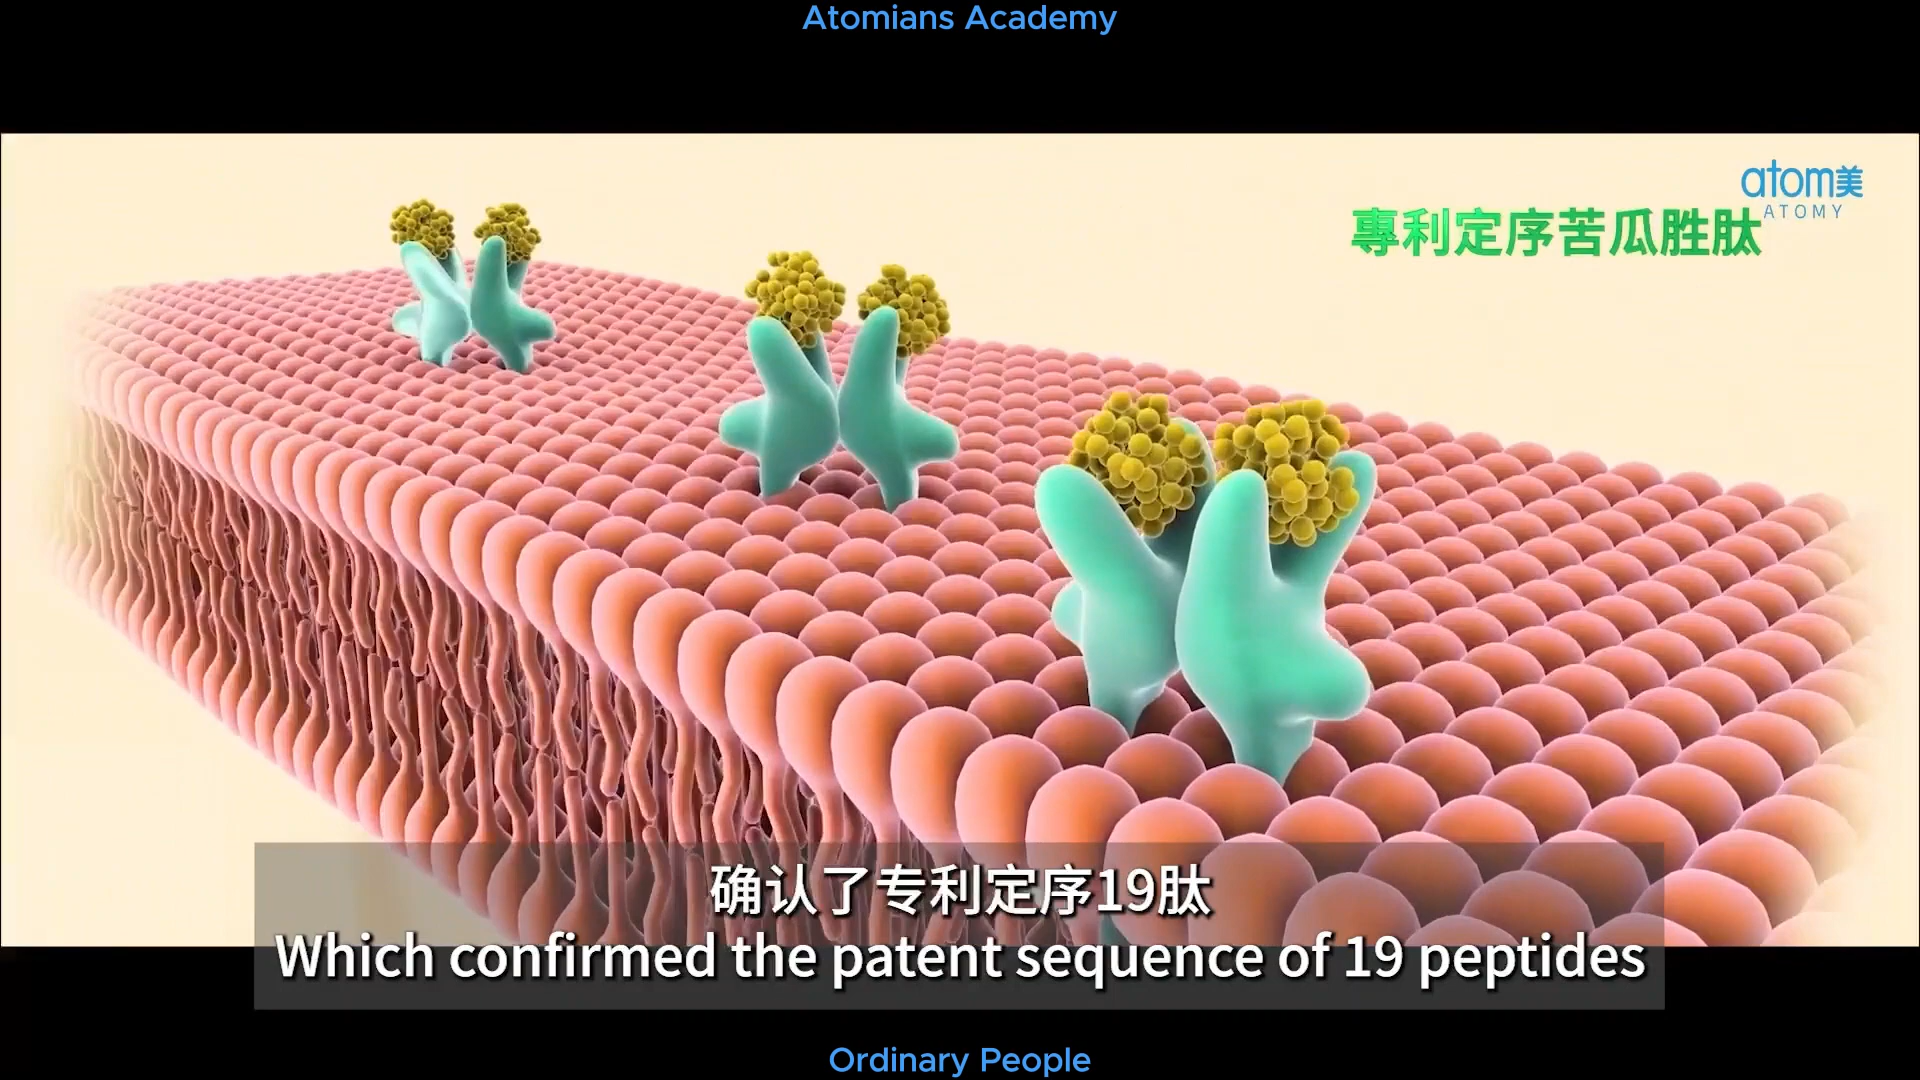 Atomians Academy
atom美
ATOMY
專利定序苦瓜胜肽
确认了专利定序19肽
Which confirmed the patent sequence of 19 peptides
Ordinary People